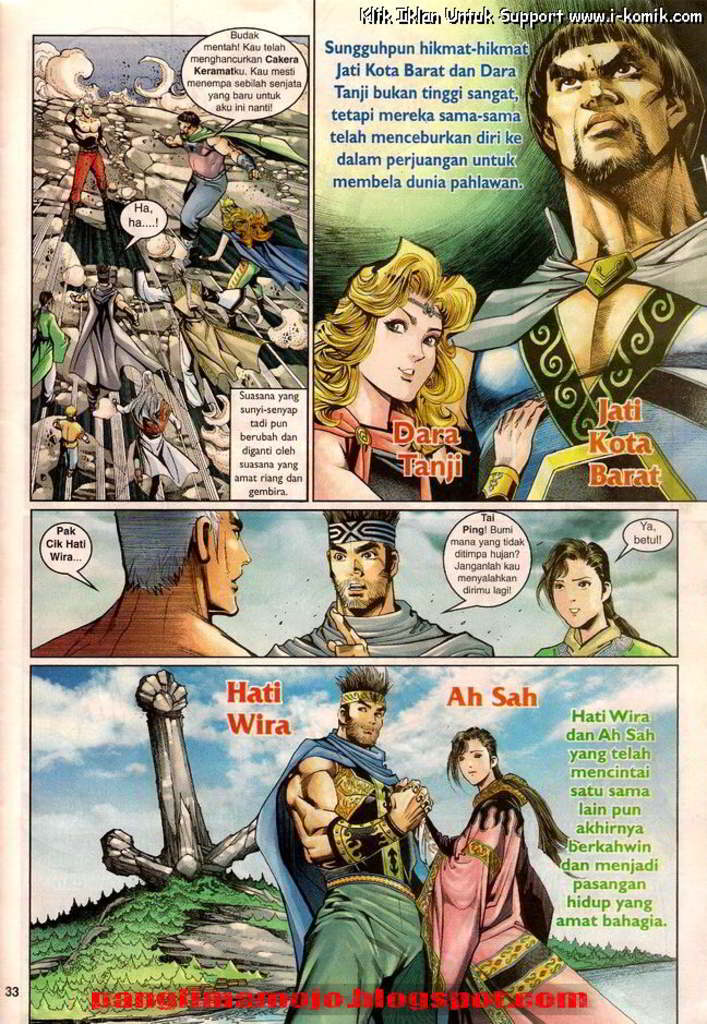 Klik Iklan Untuk Support www.i-komik.com
Budak
mentah! Kau telah
menghancurkan Cakera
Keramatku. Kau mesti
menempa sebilah senjata
yang baru untuk
aku ini nanti!
Ha,
ha....!
Suasana yang
sunyi-senyap
tadi pun
berubah dan
diganti oleh
suasana yang
amat riang dan
gembira.
Sungguhpun hikmat-hikmat
Jati Kota Barat dan Dara
Tanji bukan tinggi sangat,
tetapi mereka sama-sama
telah menceburkan diri ke
dalam perjuangan untuk
membela dunia pahlawan.
Dara
Tanji
Jati
Kota
Barat
Pak
Cik Hati
Wira...
Tai
Ping! Bumi
mana yang tidak
ditimpa hujan?
Janganlah kau
menyalahkan
dirimu lagi!
Ya,
betul!
Hati
Wira
Ah Sah
Hati Wira
dan Ah Sah
yang telah
mencintai
satu sama
lain pun
akhirnya
berkahwin
dan menjadi
pasangan
hidup yang
amat bahagia.
33
panglimamojo.blogspot.com